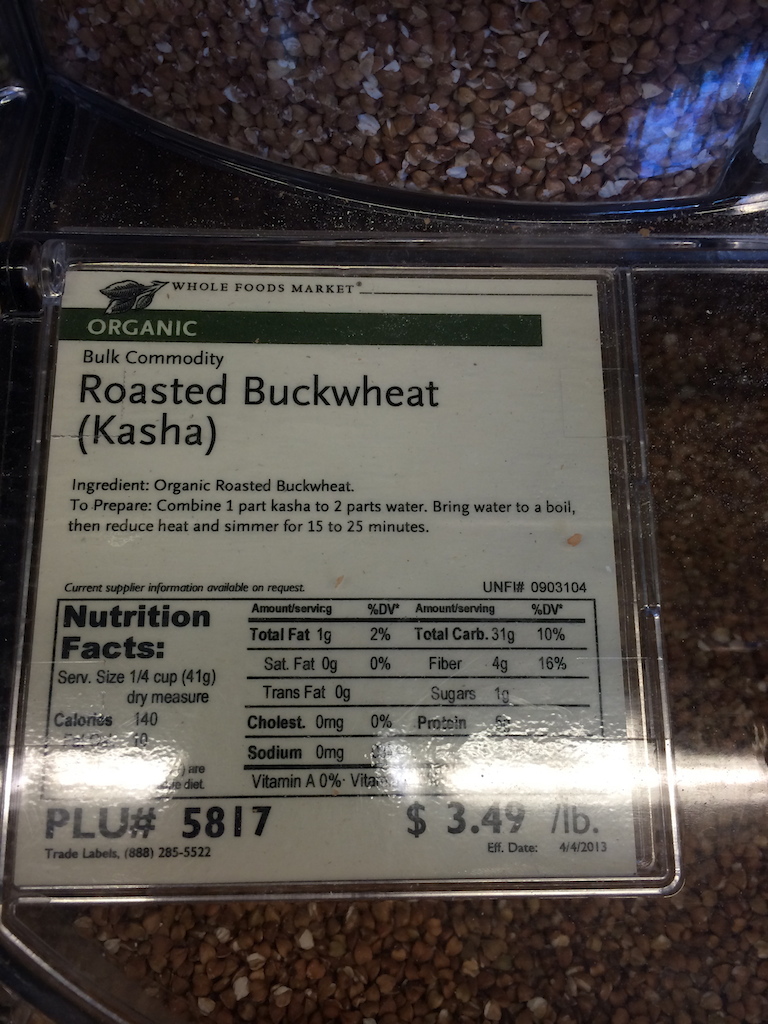 WHOLE FOODS MARKET®
ORGANIC
Bulk Commodity
Roasted Buckwheat
(Kasha)
Ingredient: Organic Roasted Buckwheat.
To Prepare: Combine 1 part kasha to 2 parts water. Bring water to a boil,
then reduce heat and simmer for 15 to 25 minutes.
Current supplier information available on request.
UNFI# 0903104
Nutrition
Facts:
Serv. Size 1/4 cup (41g)
dry measure
Calories 140
Fat Cal 10
are
diet.
Amount/serving %DV* Amount/serving %DV*
Total Fat 1g 2% Total Carb. 31g 10%
Sat. Fat 0g 0% Fiber 4g 16%
Trans Fat 0g Sugars 1g
Cholest. 0mg 0% Protein
Sodium 0mg
Vitamin A 0%·
PLU# 5817
$ 3.49 /lb.
Trade Labels, (888) 285-5522
Eff. Date: 4/4/2013